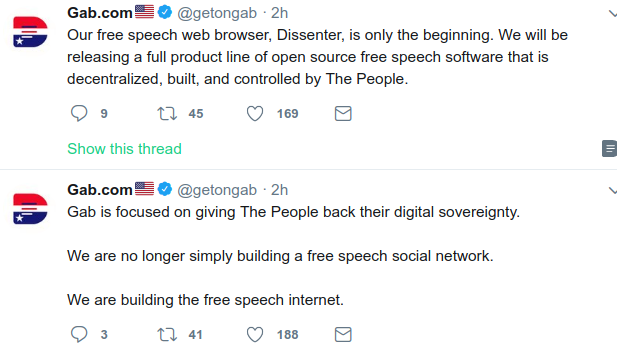 Gab.com🇺🇸 @getongab · 2h
Our free speech web browser, Dissenter, is only the beginning. We will be
releasing a full product line of open source free speech software that is
decentralized, built, and controlled by The People.
9 45 169
Show this thread
Gab.com🇺🇸 @getongab · 2h
Gab is focused on giving The People back their digital sovereignty.
We are no longer simply building a free speech social network.
We are building the free speech internet.
3 41 188